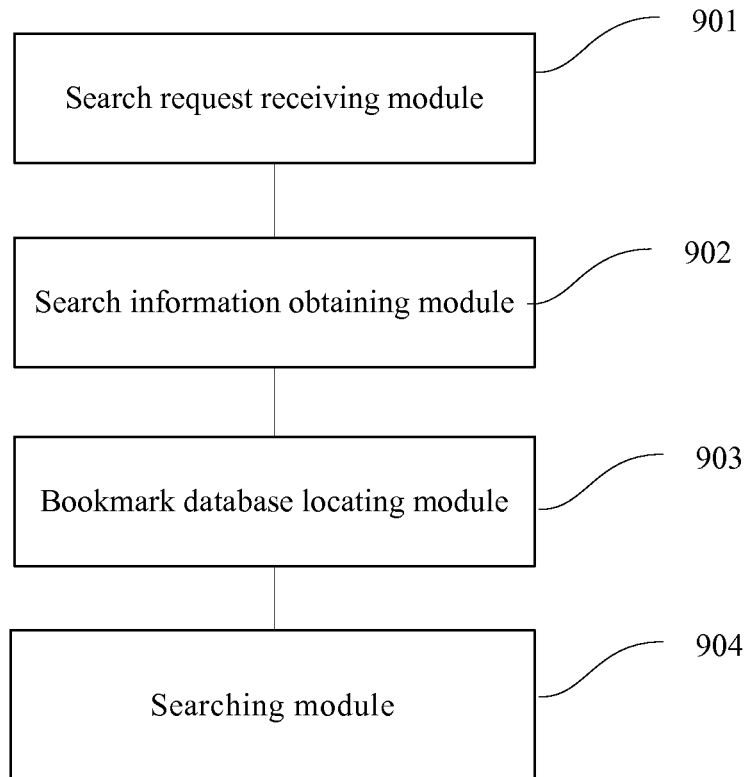 901
Search request receiving module
902
Search information obtaining module
903
Bookmark database locating module
904
Searching module